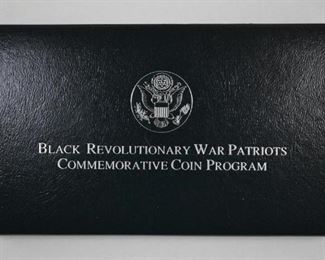 BLACK REVOLUTIONARY WAR PATRIOTS
COMMEMORATIVE COIN PROGRAM